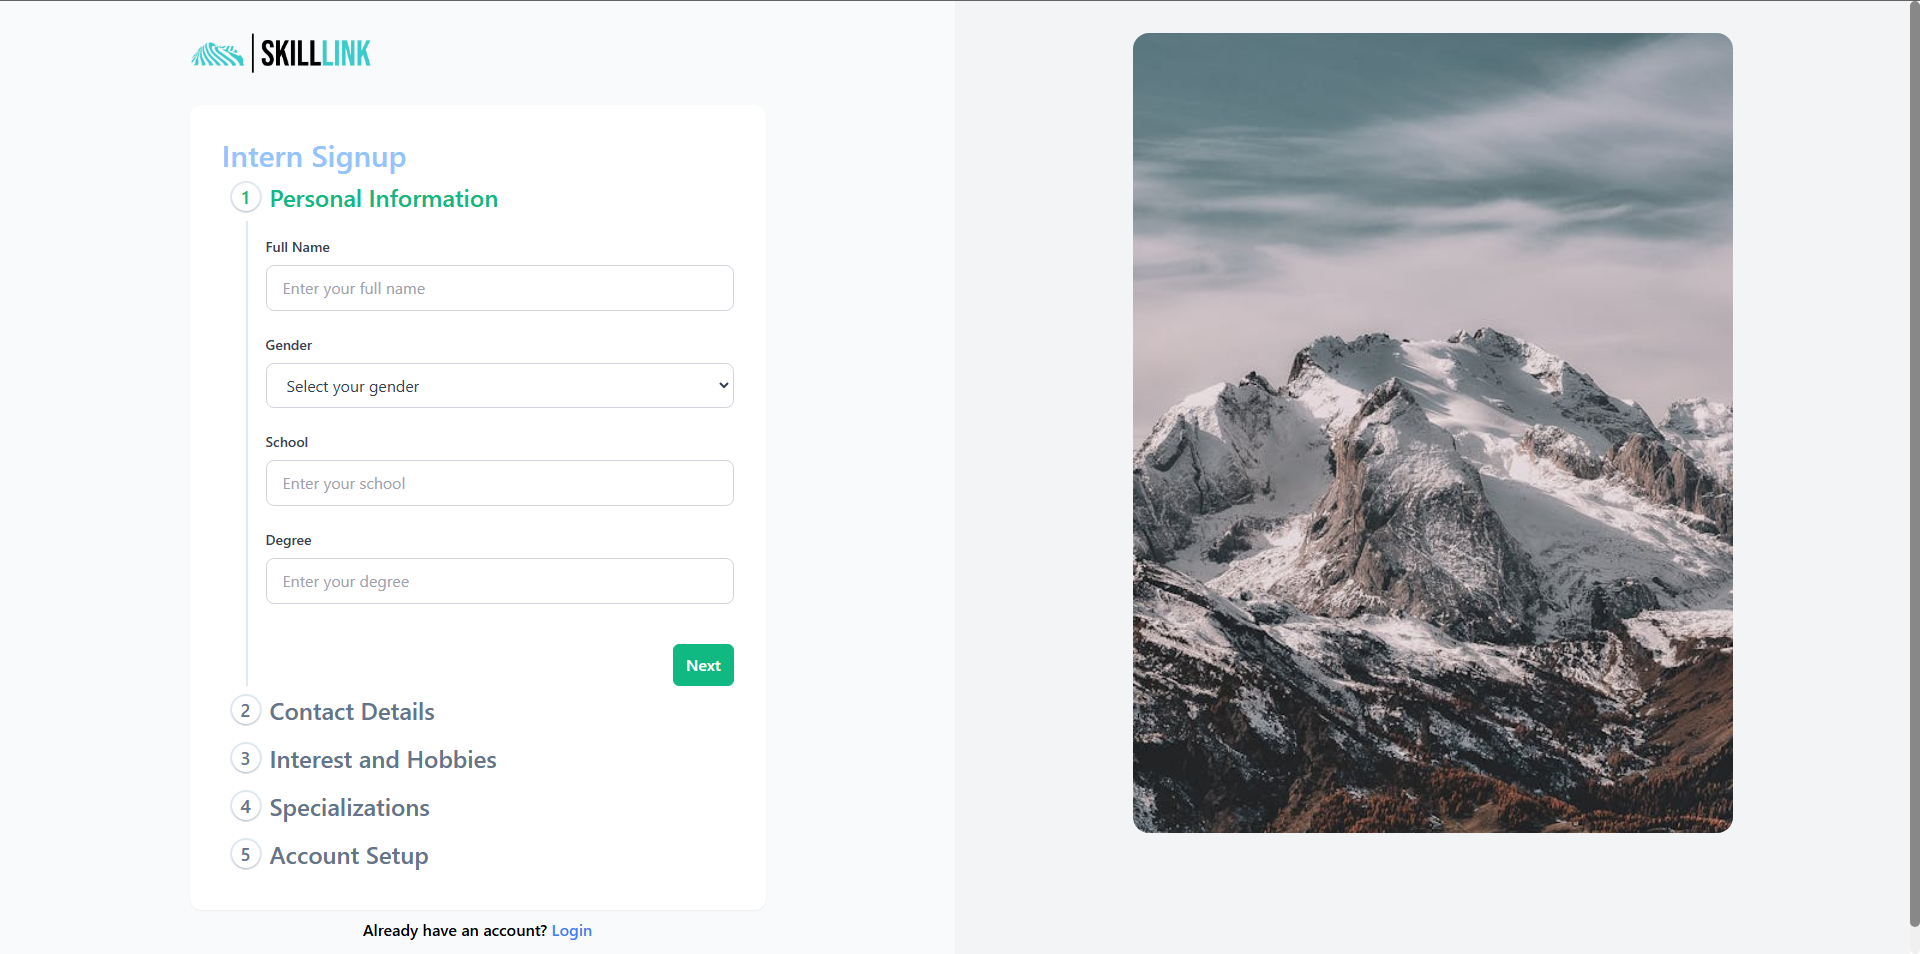 SKILLLINK
Intern Signup
1 Personal Information
Full Name
Enter your full name
Gender
Select your gender
School
Enter your school
Degree
Enter your degree
Next
2 Contact Details
3 Interest and Hobbies
4 Specializations
5 Account Setup
Already have an account? Login